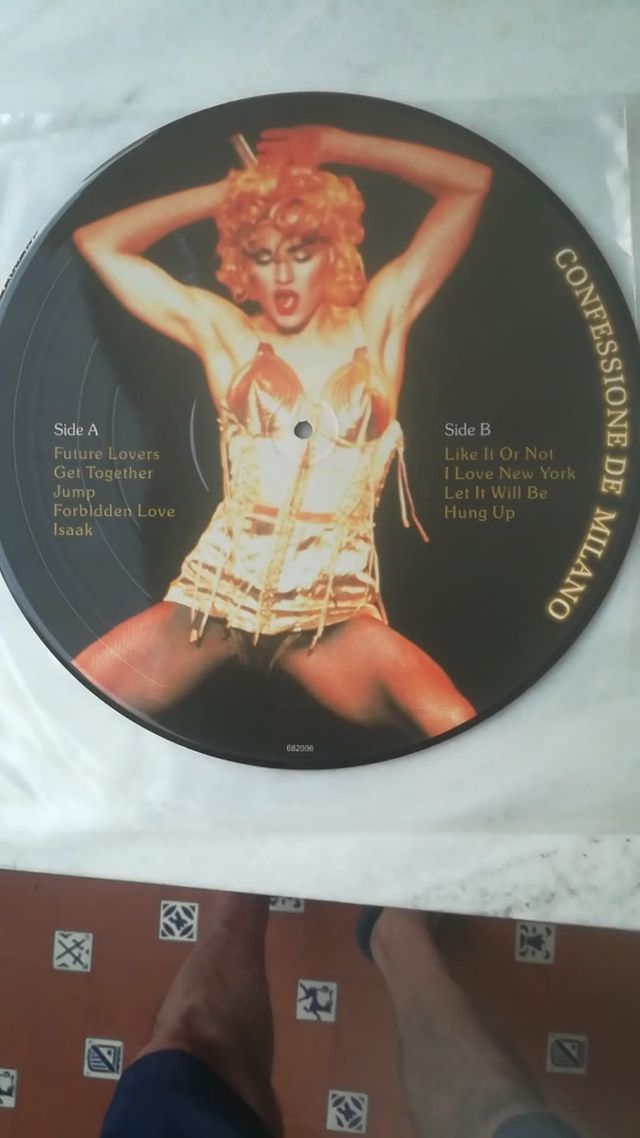 Side A
Future Lovers
Get Together
Jump
Forbidden Love
Isaak
Side B
Like It Or Not
I Love New York
Let It Will Be
Hung Up
CONFESSIONE DE MILANO
682006